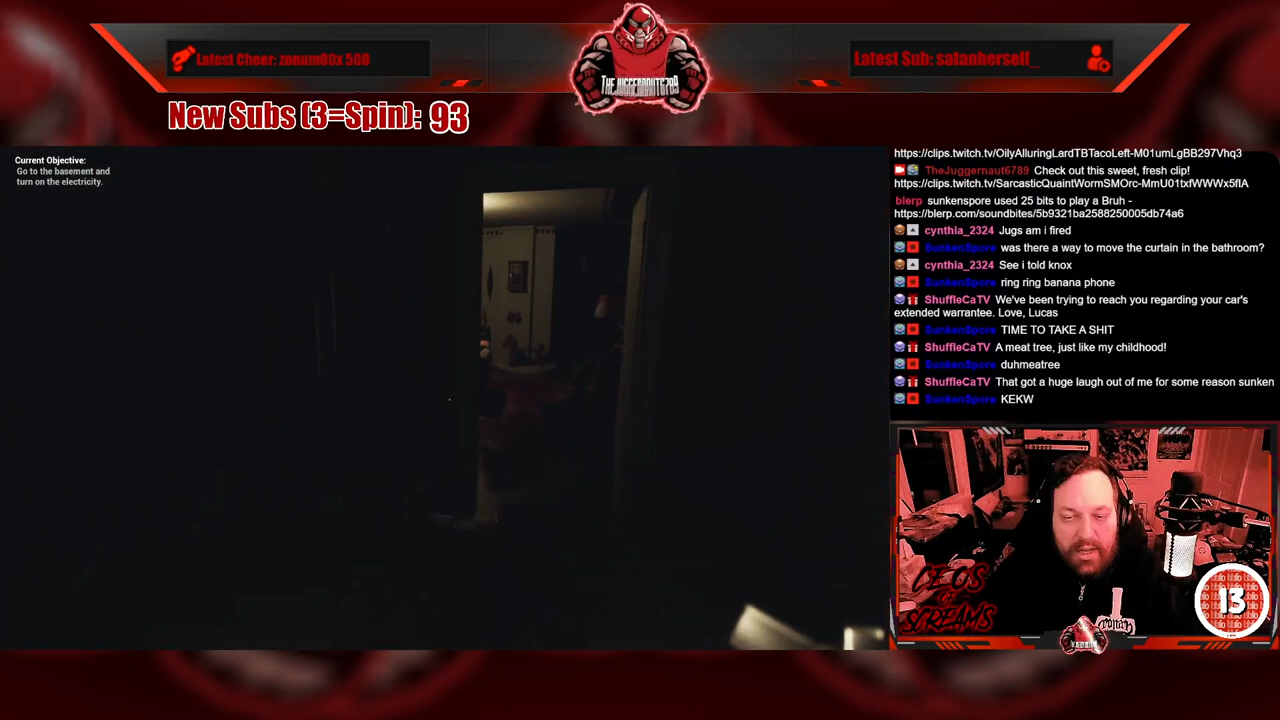 Latest Cheer: zonum00x 500
THEJUGGERNAUT6789
Latest Sub: satanherself_
New Subs (3=Spin): 93
Current Objective:
Go to the basement and
turn on the electricity.
https://clips.twitch.tv/OilyAlluringLardTBTacoLeft-M01umLgBB297Vhq3
TheJuggernaut6789 Check out this sweet, fresh clip!
https://clips.twitch.tv/SarcasticQuaintWormSMOrc-MmU01txfWWWx5flA
blerp sunkenspore used 25 bits to play a Bruh -
https://blerp.com/soundbites/5b9321ba2588250005db74a6
cynthia_2324 Jugs am i fired
SunkenSpore was there a way to move the curtain in the bathroom?
cynthia_2324 See i told knox
SunkenSpore ring ring banana phone
ShuffleCaTV We've been trying to reach you regarding your car's
extended warrantee. Love, Lucas
SunkenSpore TIME TO TAKE A SHIT
ShuffleCaTV A meat tree, just like my childhood!
SunkenSpore duhmeatree
ShuffleCaTV That got a huge laugh out of me for some reason sunken
SunkenSpore KEKW
CEOS
OF
SCREAMS
13